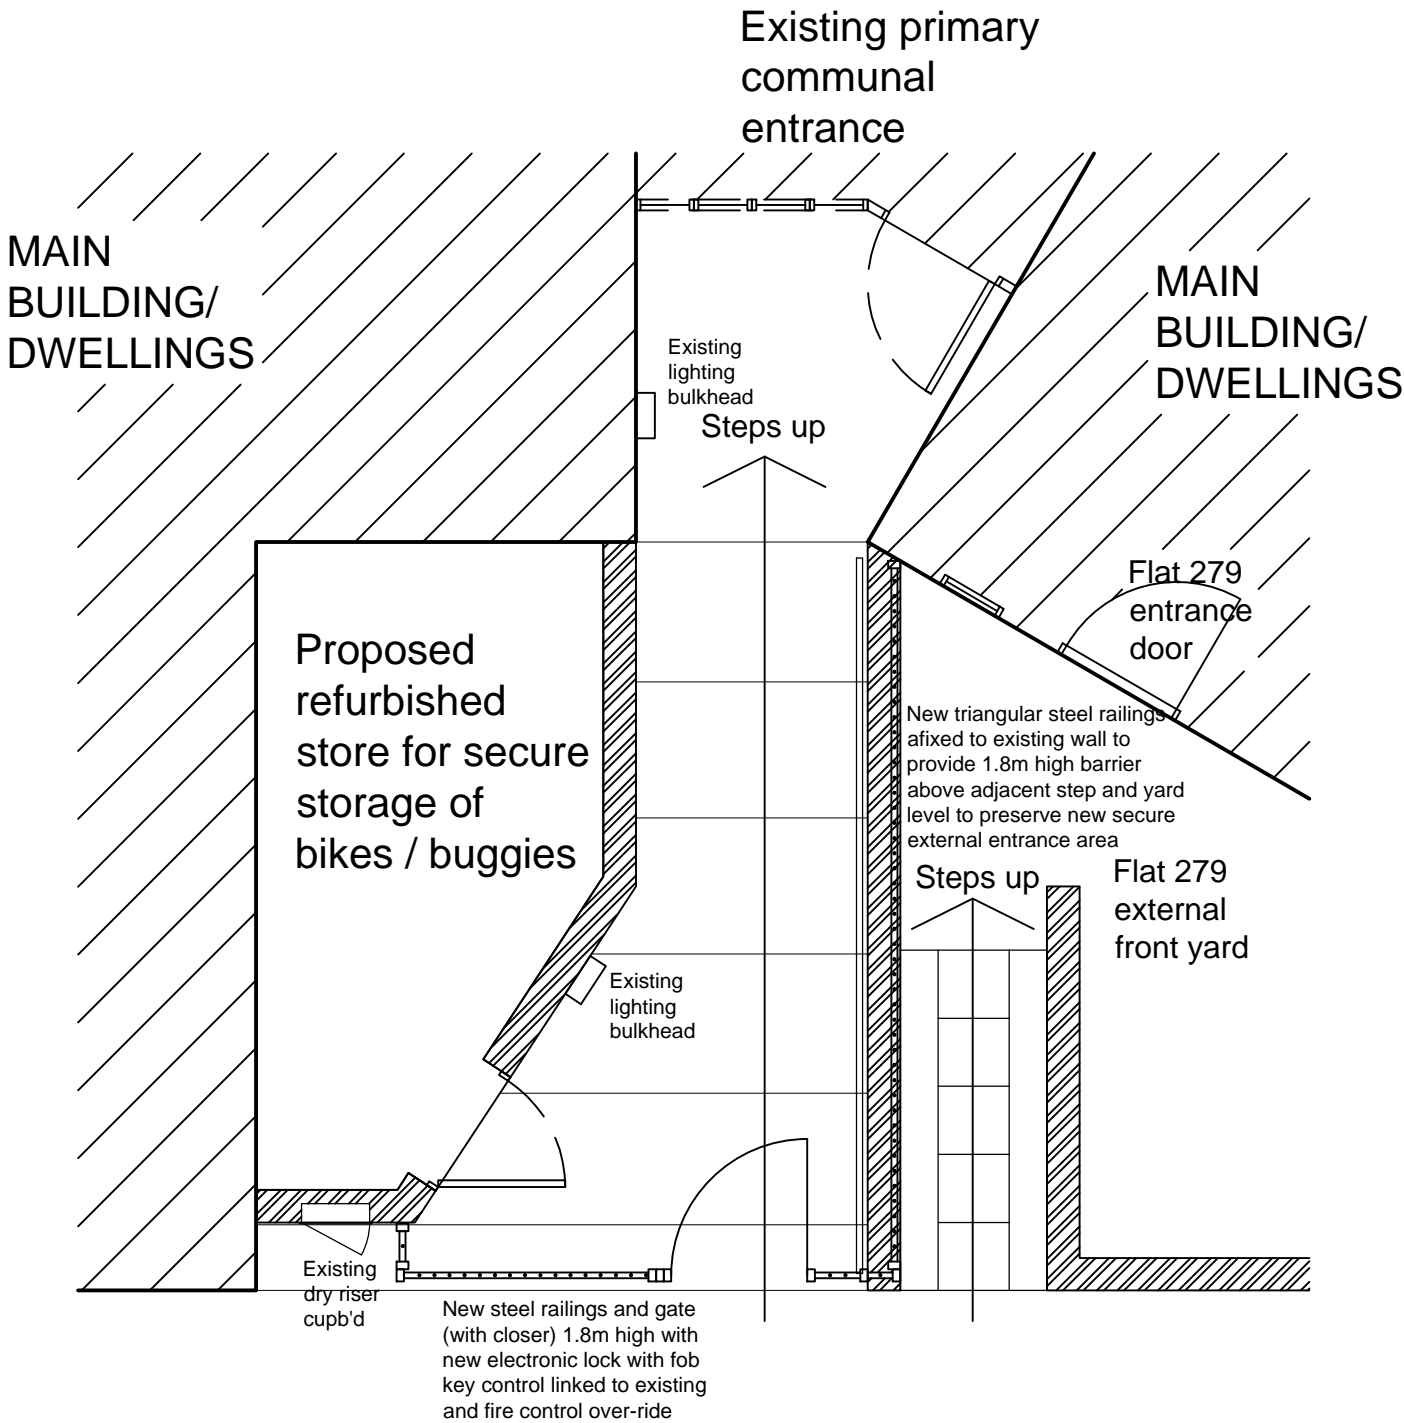 Existing primary
communal
entrance
MAIN
BUILDING/
DWELLINGS
MAIN
BUILDING/
DWELLINGS
Existing
lighting
bulkhead
Steps up
Flat 279
entrance
door
Proposed
refurbished
store for secure
storage of
bikes / buggies
New triangular steel railings
afixed to existing wall to
provide 1.8m high barrier
above adjacent step and yard
level to preserve new secure
external entrance area
Steps up
Flat 279
external
front yard
Existing
lighting
bulkhead
Existing
dry riser
cupb'd
New steel railings and gate
(with closer) 1.8m high with
new electronic lock with fob
key control linked to existing
and fire control over-ride